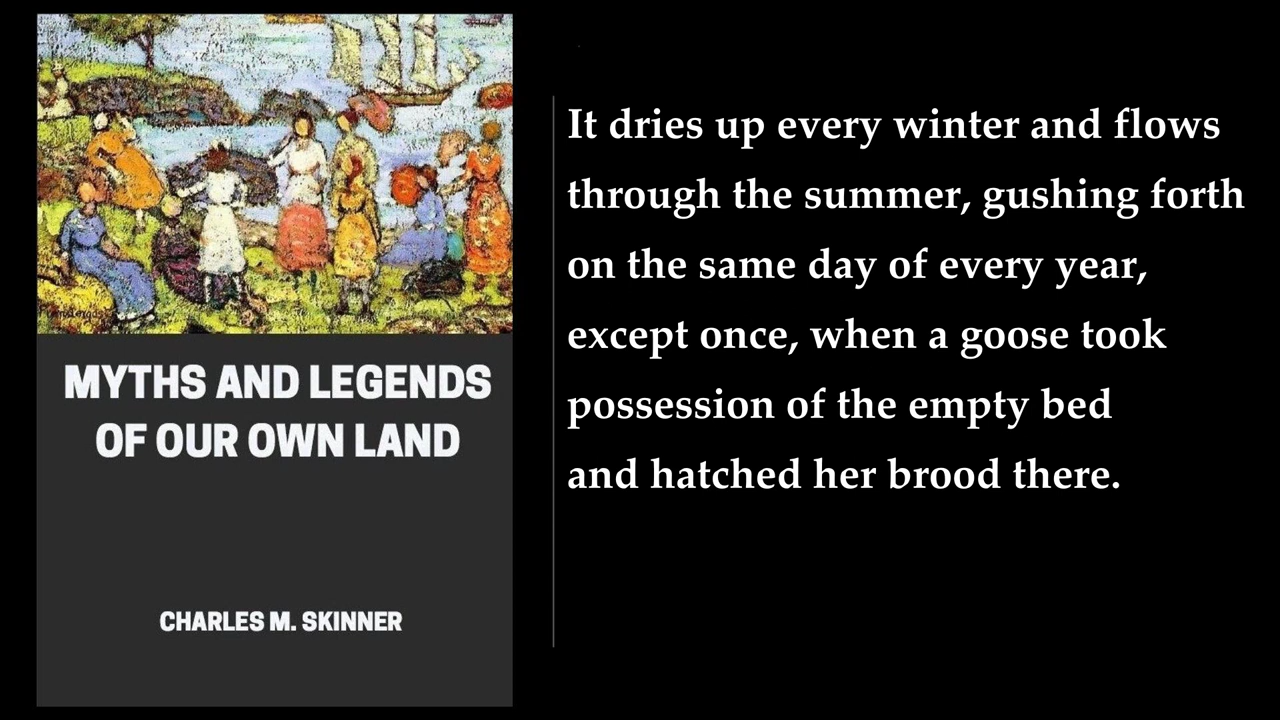 MYTHS AND LEGENDS
OF OUR OWN LAND
CHARLES M. SKINNER
It dries up every winter and flows
through the summer, gushing forth
on the same day of every year,
except once, when a goose took
possession of the empty bed
and hatched her brood there.